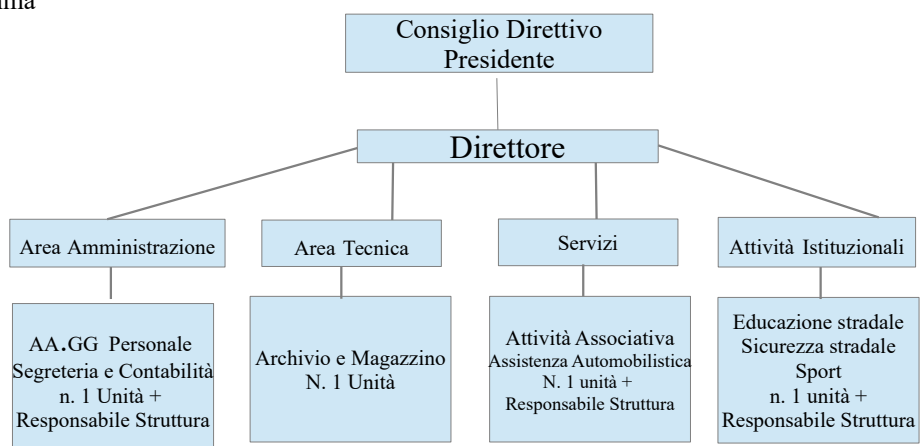 Consiglio Direttivo
Presidente
Direttore
Area Amministrazione
Area Tecnica
Servizi
Attività Istituzionali
AA.GG Personale
Segreteria e Contabilità
n. 1 Unità +
Responsabile Struttura
Archivio e Magazzino
N. 1 Unità
Attività Associativa
Assistenza Automobilistica
N. 1 unità +
Responsabile Struttura
Educazione stradale
Sicurezza stradale
Sport
n. 1 unità +
Responsabile Struttura